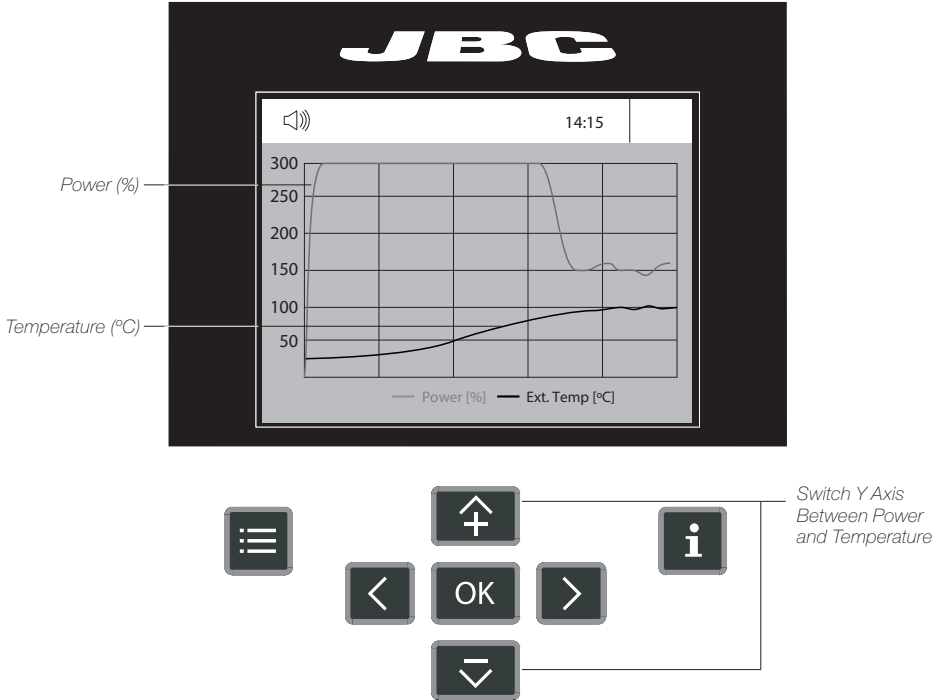 JBC
14:15
300
250
200
150
100
50
Power (%)
Temperature (ºC)
Power [%] Ext. Temp [ºC]
Switch Y Axis
Between Power
and Temperature
i
OK